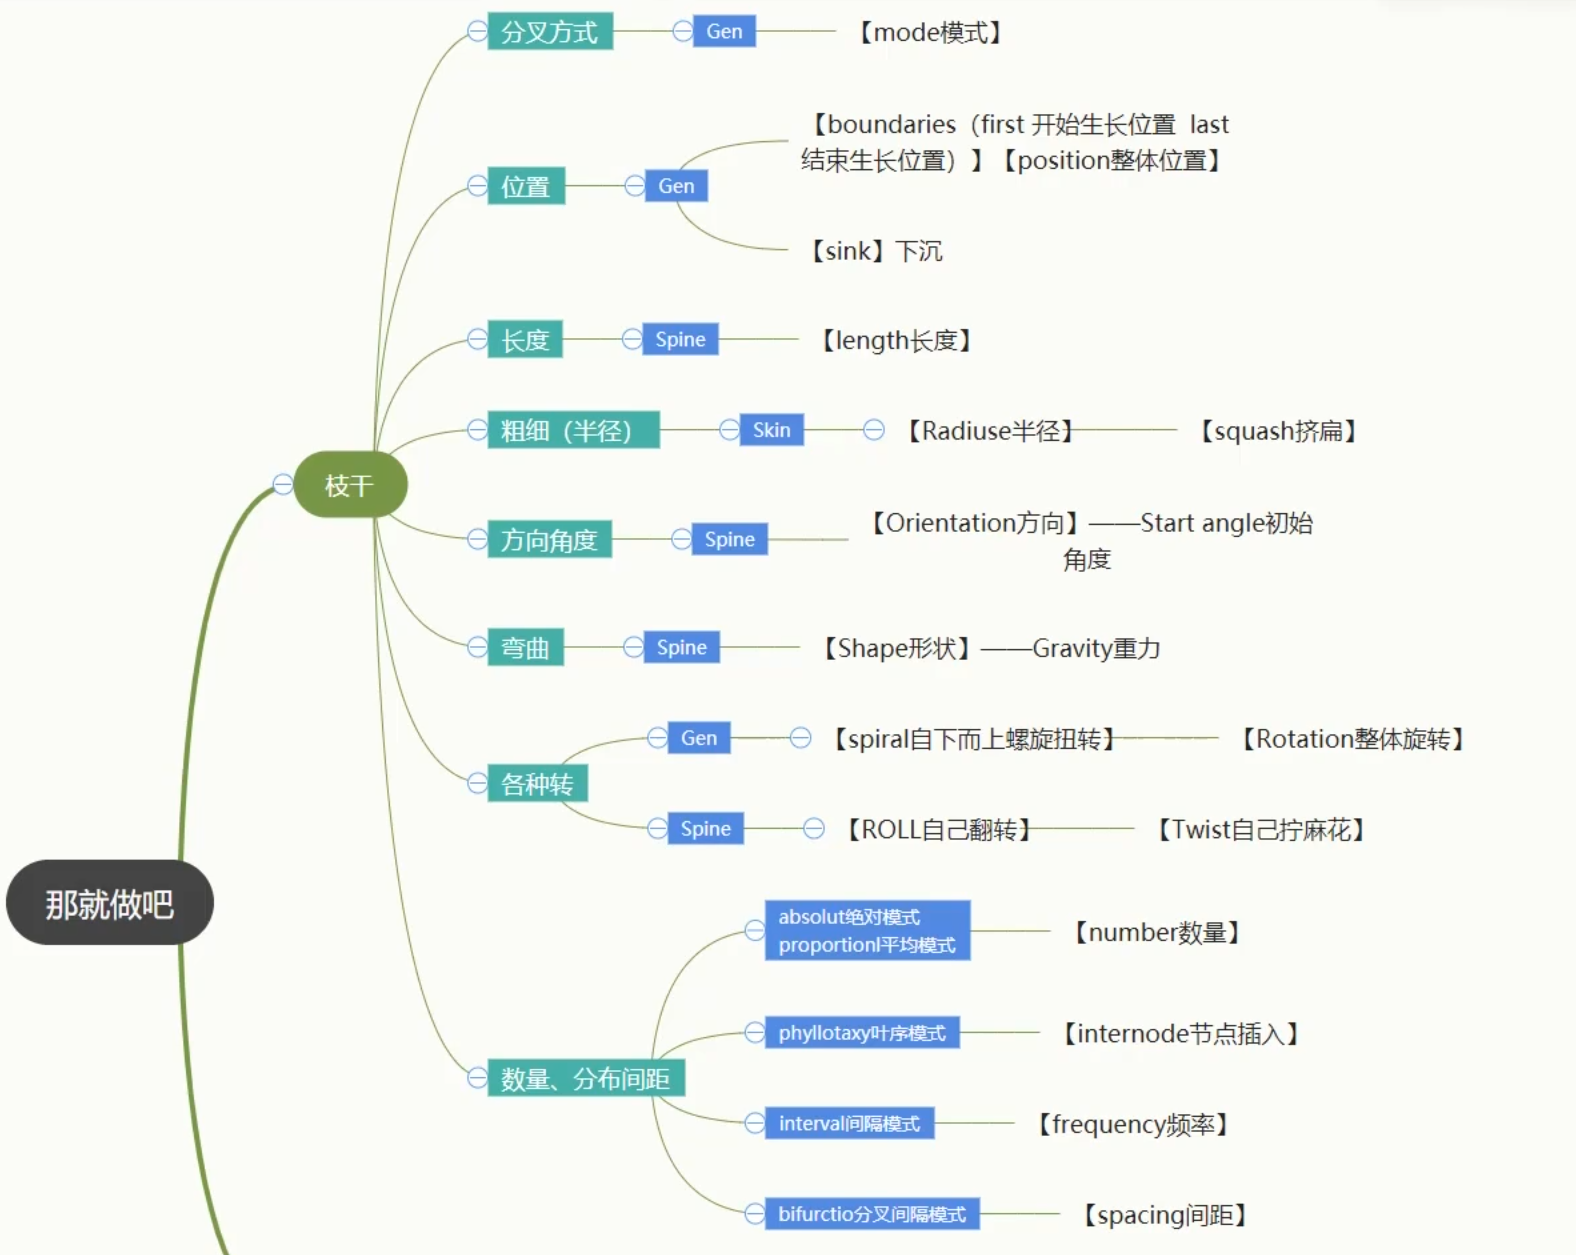 分叉方式
Gen
【mode模式】
位置
Gen
【boundaries（first 开始生长位置 last
结束生长位置）】【position整体位置】
【sink】下沉
长度
Spine
【length长度】
粗细（半径）
Skin
【Radiuse半径】
【squash挤扁】
枝干
方向角度
Spine
【Orientation方向】——Start angle初始
角度
弯曲
Spine
【Shape形状】——Gravity重力
各种转
Gen
【spiral自下而上螺旋扭转】
【Rotation整体旋转】
Spine
【ROLL自己翻转】
【Twist自己拧麻花】
那就做吧
数量、分布间距
absolut绝对模式
proportionl平均模式
【number数量】
phyllotaxy叶序模式
【internode节点插入】
interval间隔模式
【frequency频率】
bifurctio分叉间隔模式
【spacing间距】